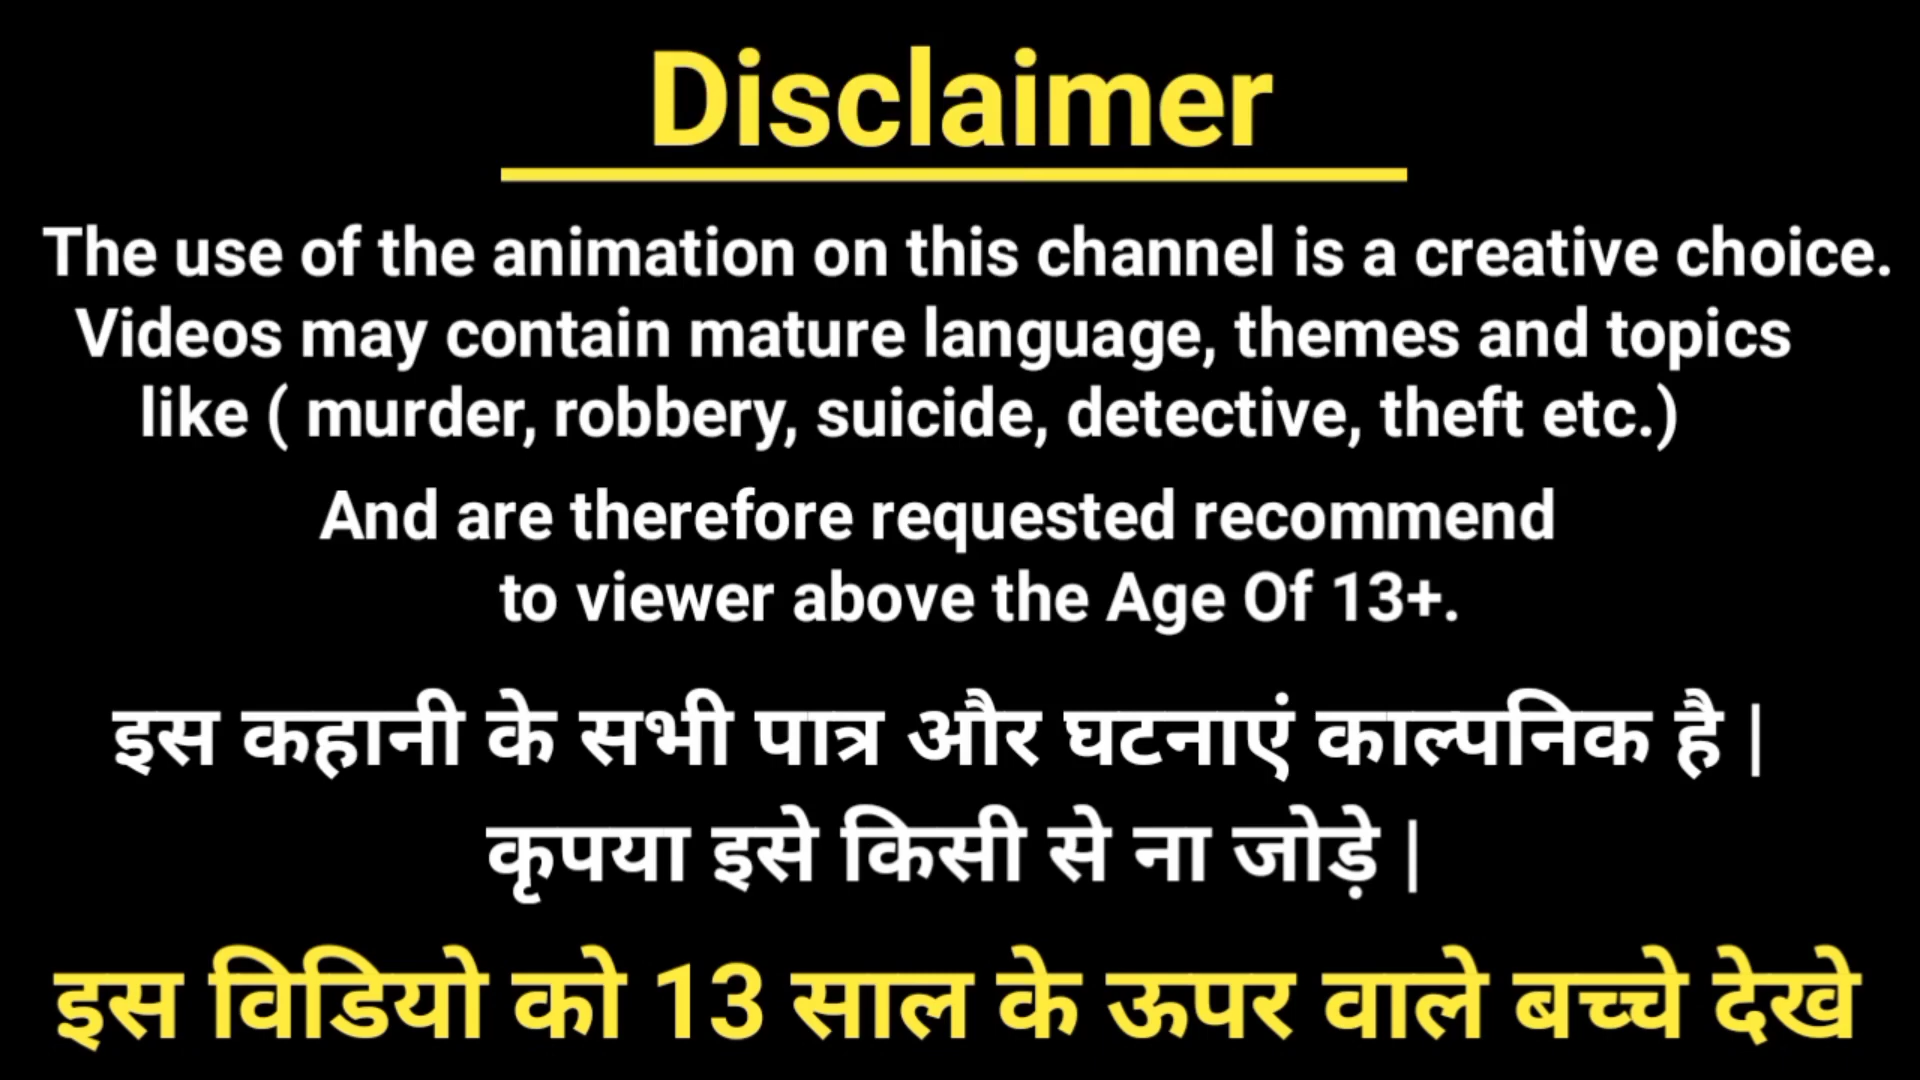 Disclaimer
The use of the animation on this channel is a creative choice.
Videos may contain mature language, themes and topics
like ( murder, robbery, suicide, detective, theft etc.)
And are therefore requested recommend
to viewer above the Age Of 13+.
इस कहानी के सभी पात्र और घटनाएं काल्पनिक है |
कृपया इसे किसी से ना जोड़े |
इस विडियो को 13 साल के ऊपर वाले बच्चे देखे